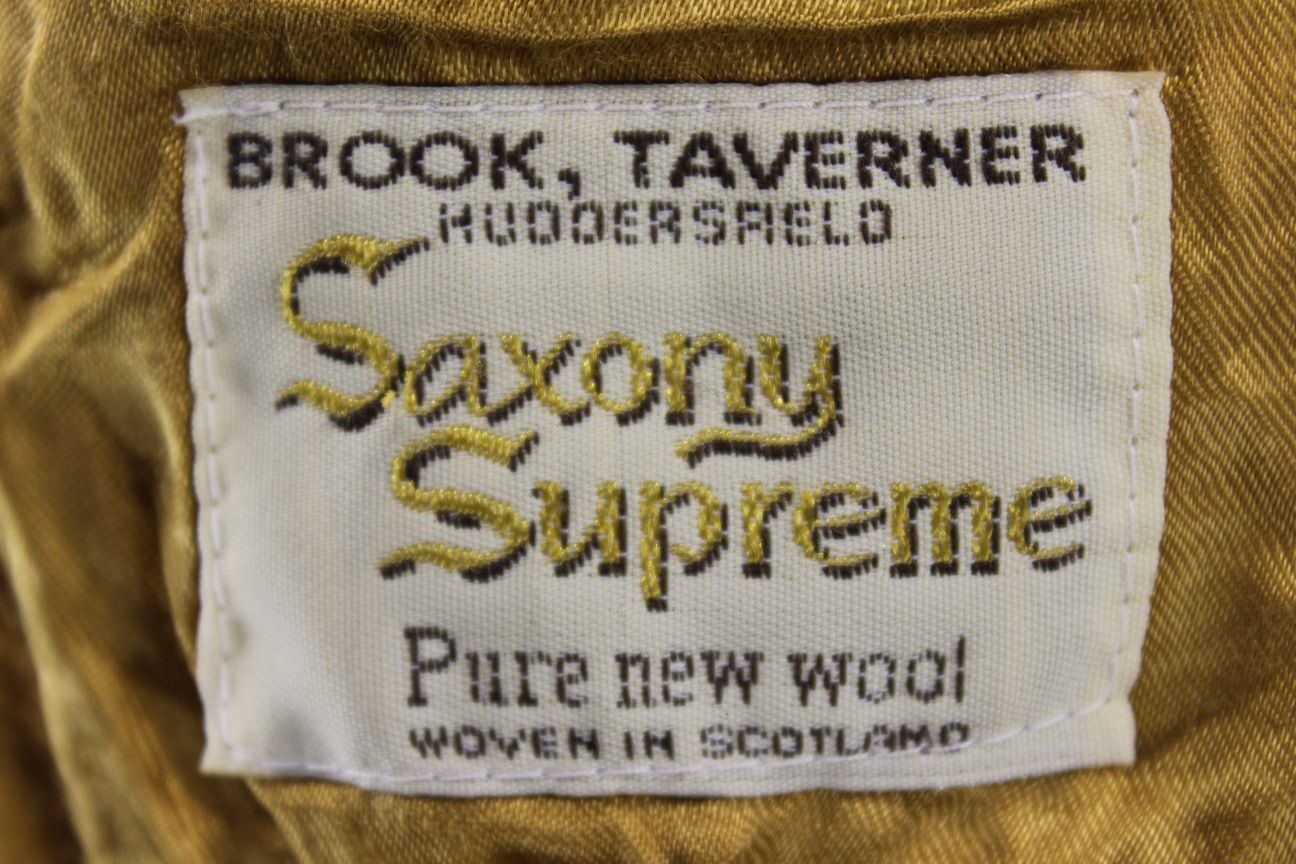 BROOK, TAVERNER
HUDDERSFIELD
Saxony
Supreme
Pure new wool
WOVEN IN SCOTLAND